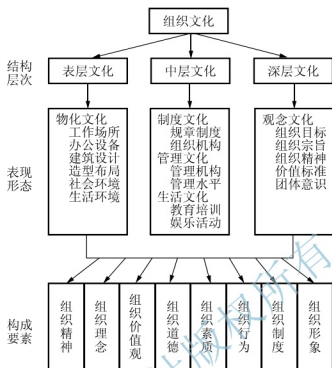 组织文化
结构
层次
表层文化
中层文化
深层文化
表现
形态
物化文化
工作场所
办公设备
建筑设计
造型布局
社会环境
生活环境
制度文化
规章制度
组织机构
管理文化
管理机构
管理水平
生活文化
教育培训
娱乐活动
观念文化
组织目标
组织宗旨
组织精神
价值标准
团体意识
构成
要素
组织精神
组织理念
组织价值观
组织道德
组织素质
组织行为
组织制度
组织形象
版权所有